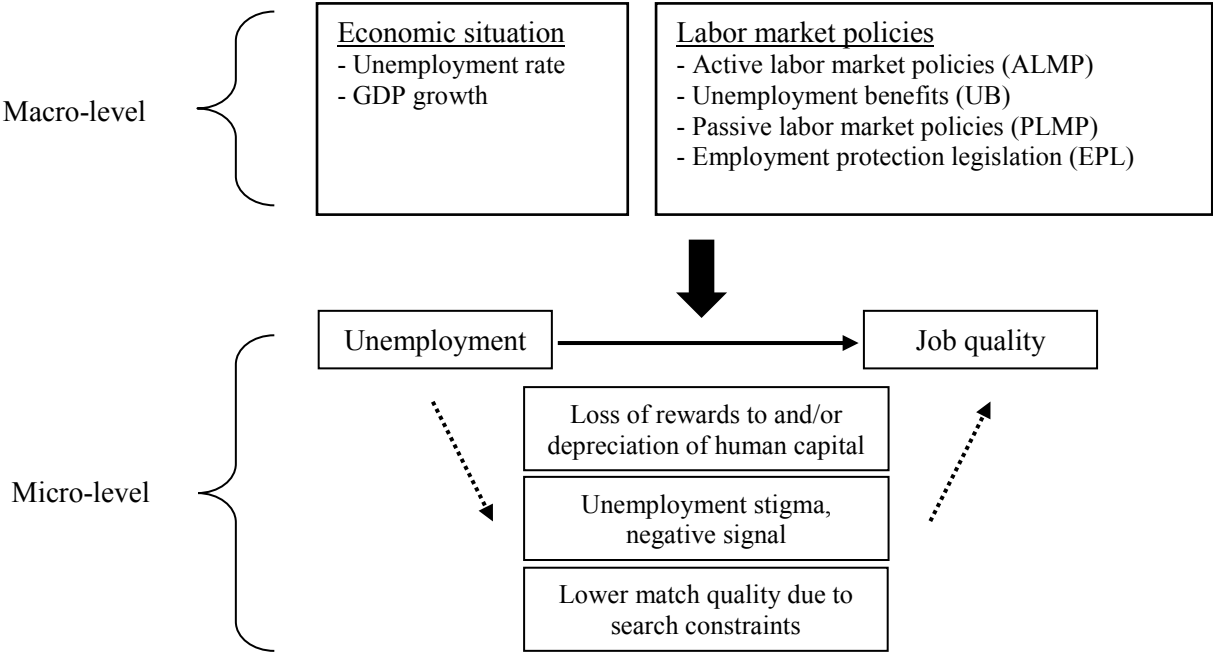 Macro-level
Economic situation
- Unemployment rate
- GDP growth
Labor market policies
- Active labor market policies (ALMP)
- Unemployment benefits (UB)
- Passive labor market policies (PLMP)
- Employment protection legislation (EPL)
Micro-level
Unemployment
Job quality
Loss of rewards to and/or
depreciation of human capital
Unemployment stigma,
negative signal
Lower match quality due to
search constraints